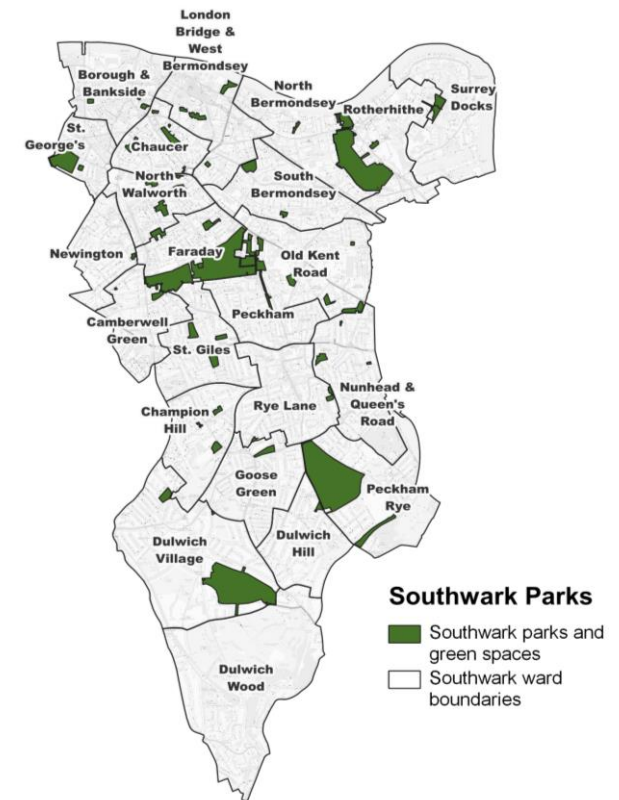 London
Bridge &
West
Bermondsey
Borough &
Bankside
North
Bermondsey
Rotherhithe
Surrey
Docks
St.
George's
Chaucer
North
Walworth
South
Bermondsey
Newington
Faraday
Old Kent
Road
Camberwell
Green
Peckham
St. Giles
Champion
Hill
Rye Lane
Nunhead &
Queen's
Road
Goose
Green
Peckham
Rye
Dulwich
Village
Dulwich
Hill
Dulwich
Wood
Southwark Parks
Southwark parks and
green spaces
Southwark ward
boundaries